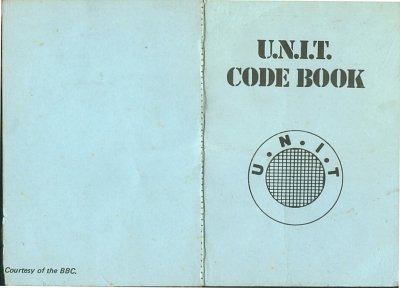 U.N.I.T.
CODE BOOK
U.N.I.T
Courtesy of the BBC.